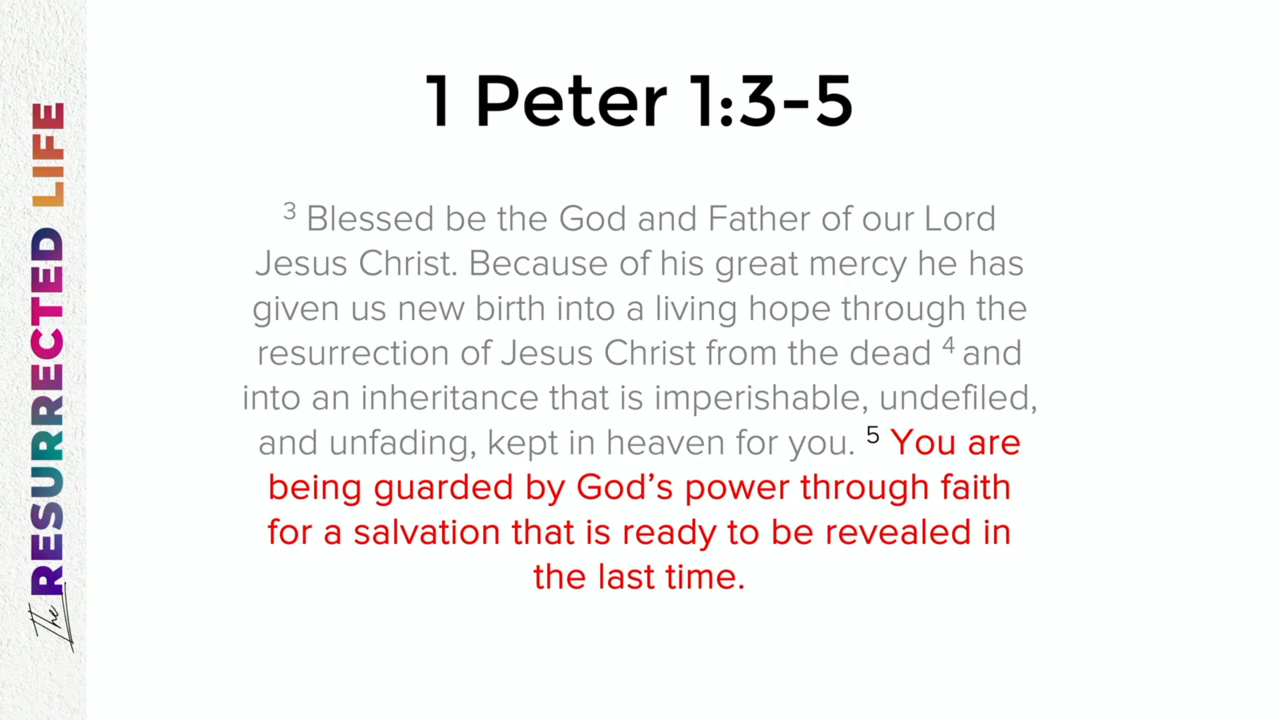 The RESURRECTED LIFE
1 Peter 1:3-5
3 Blessed be the God and Father of our Lord
Jesus Christ. Because of his great mercy he has
given us new birth into a living hope through the
resurrection of Jesus Christ from the dead 4 and
into an inheritance that is imperishable, undefiled,
and unfading, kept in heaven for you. 5 You are
being guarded by God’s power through faith
for a salvation that is ready to be revealed in
the last time.